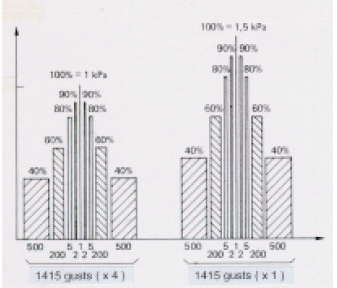 100% = 1,5 kPa
90% 90%
80% 80%
60% 60%
40% 40%
100% = 1 kPa
90% 90%
80% 80%
60% 60%
40% 40%
500 5 1 5 500
200 2 2 200
500 5 1 5 500
200 2 2 200
1415 gusts ( x 4 )
1415 gusts ( x 1 )